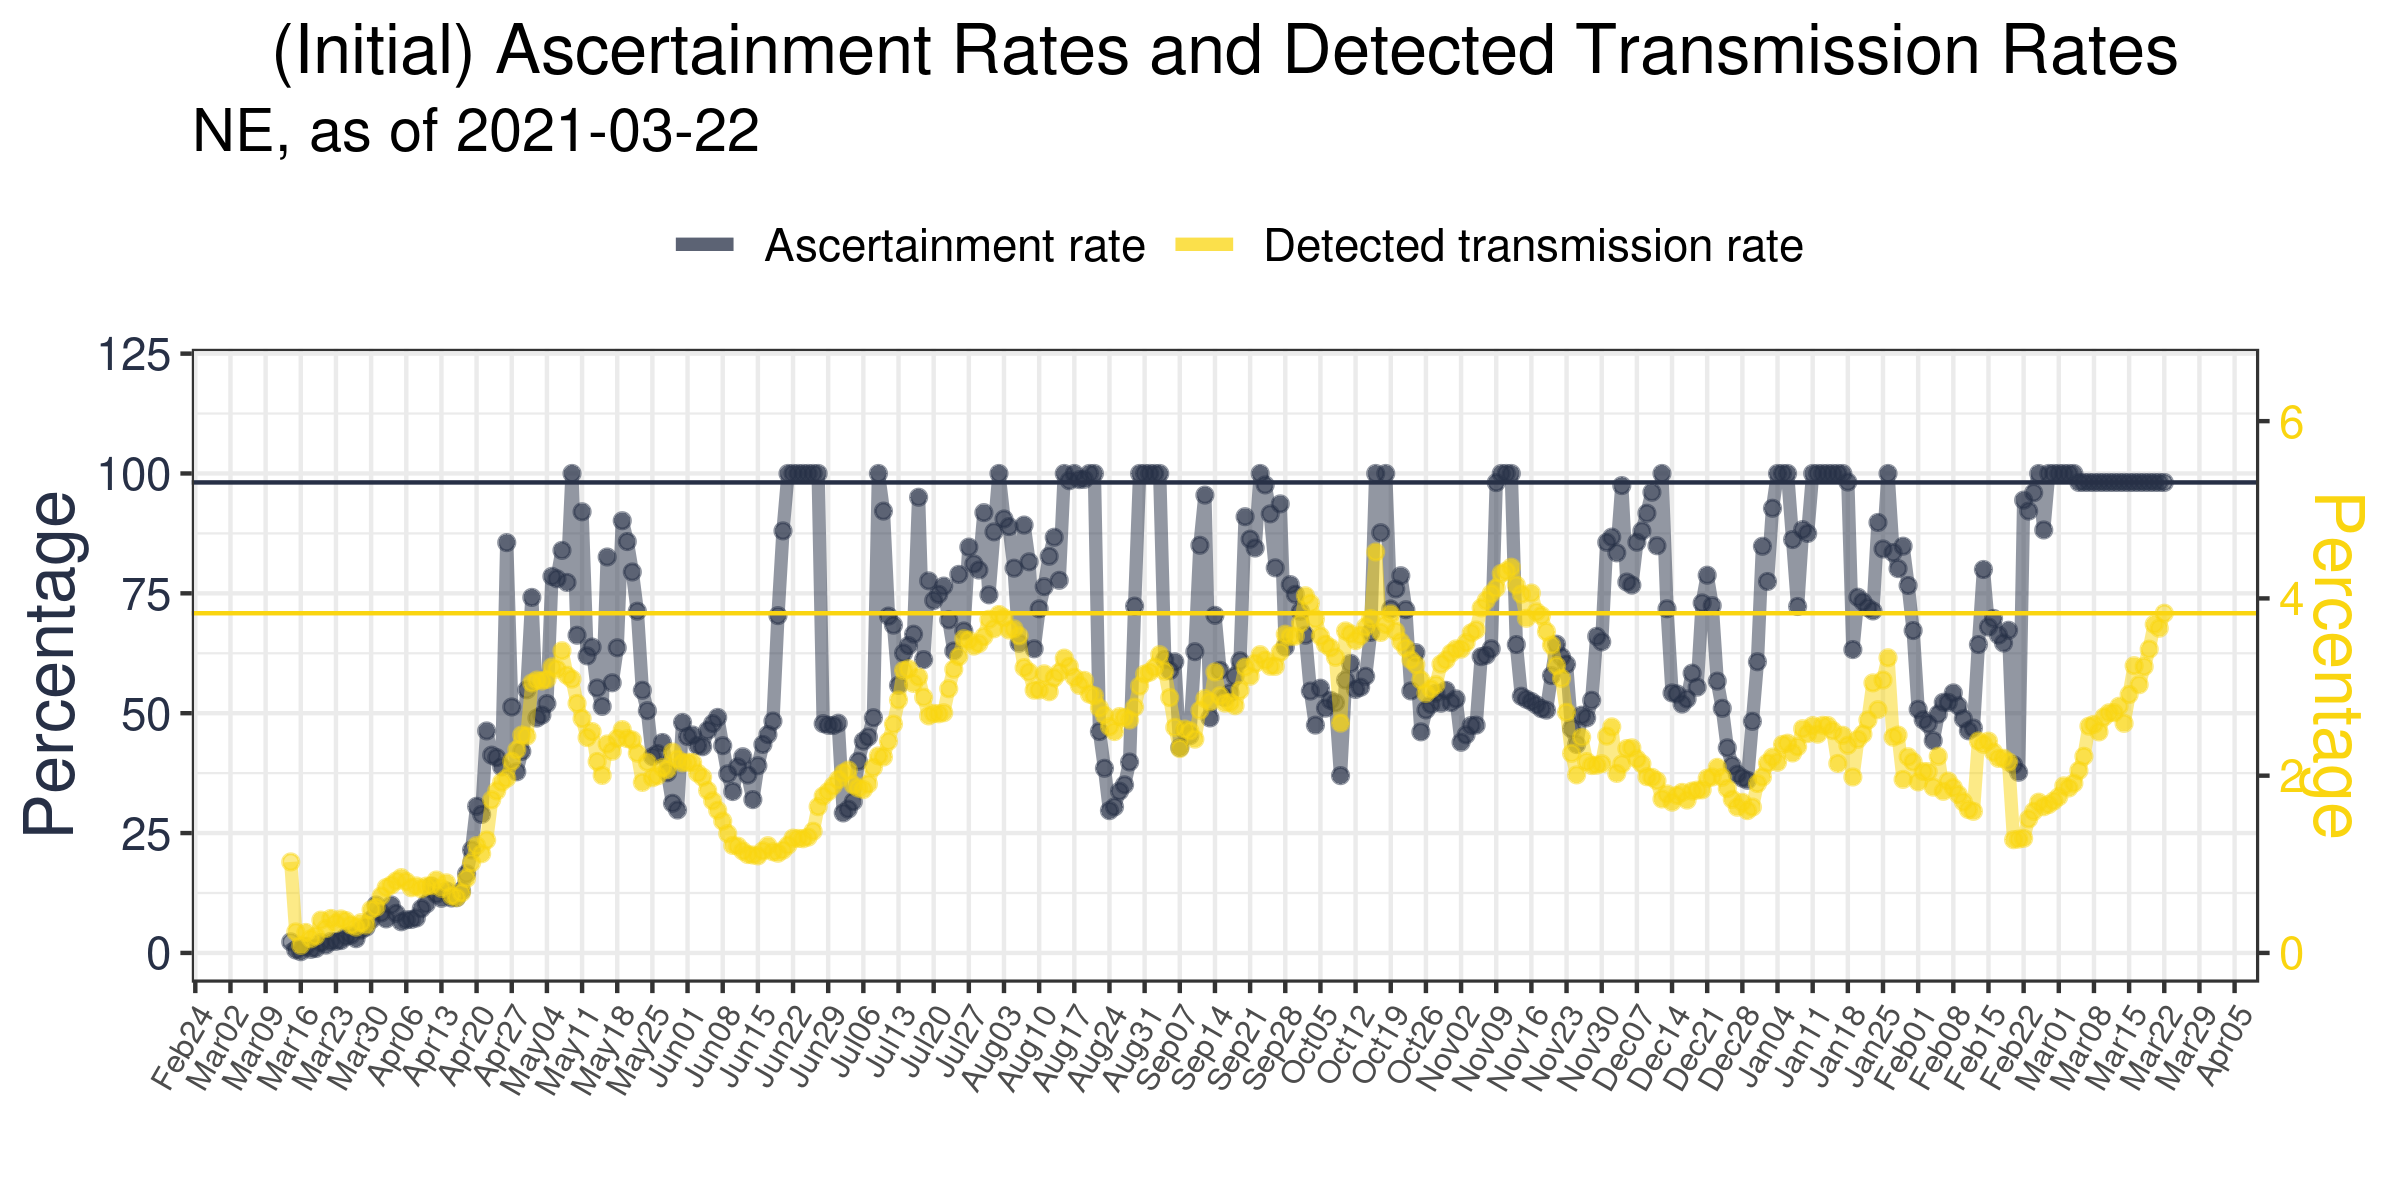 (Initial) Ascertainment Rates and Detected Transmission Rates
NE, as of 2021-03-22
Ascertainment rate
Detected transmission rate
Percentage
125
100
75
50
25
0
6
4
2
0
Percentage
Feb24
Mar02
Mar09
Mar16
Mar23
Mar30
Apr06
Apr13
Apr20
Apr27
May04
May11
May18
May25
Jun01
Jun08
Jun15
Jun22
Jun29
Jul06
Jul13
Jul20
Jul27
Aug03
Aug10
Aug17
Aug24
Aug31
Sep07
Sep14
Sep21
Sep28
Oct05
Oct12
Oct19
Oct26
Nov02
Nov09
Nov16
Nov23
Nov30
Dec07
Dec14
Dec21
Dec28
Jan04
Jan11
Jan18
Jan25
Feb01
Feb08
Feb15
Feb22
Mar01
Mar08
Mar15
Mar22
Mar29
Apr05